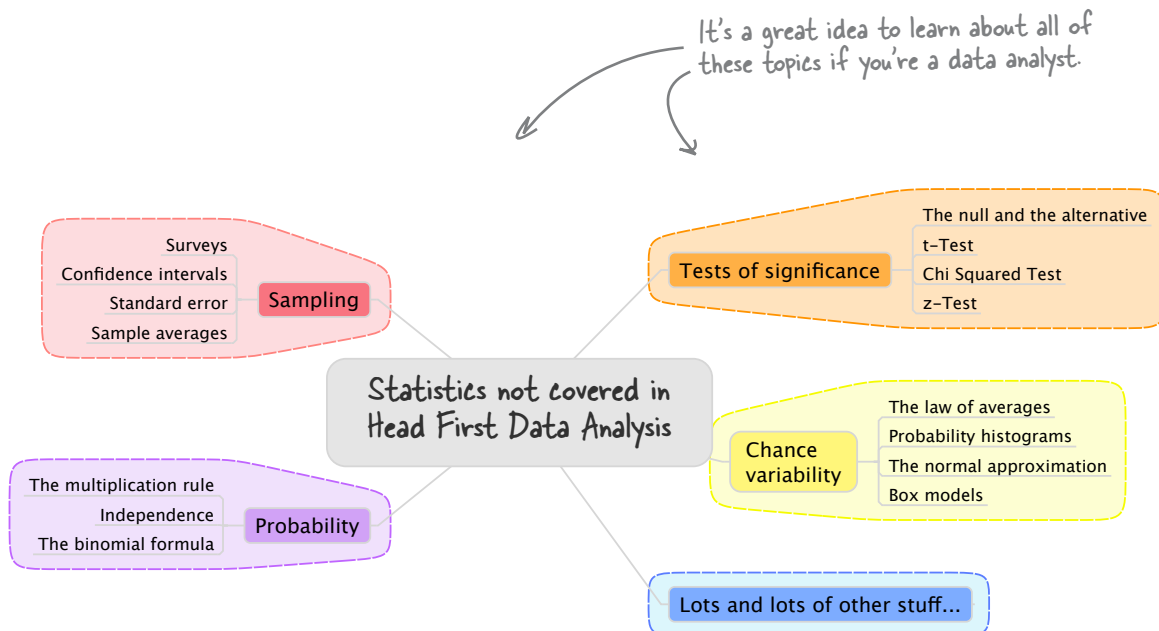 It's a great idea to learn about all of
these topics if you're a data analyst.
Surveys
Confidence intervals
Standard error
Sample averages
Sampling
Tests of significance
The null and the alternative
t-Test
Chi Squared Test
z-Test
Statistics not covered in
Head First Data Analysis
The multiplication rule
Independence
The binomial formula
Probability
Chance
variability
The law of averages
Probability histograms
The normal approximation
Box models
Lots and lots of other stuff...